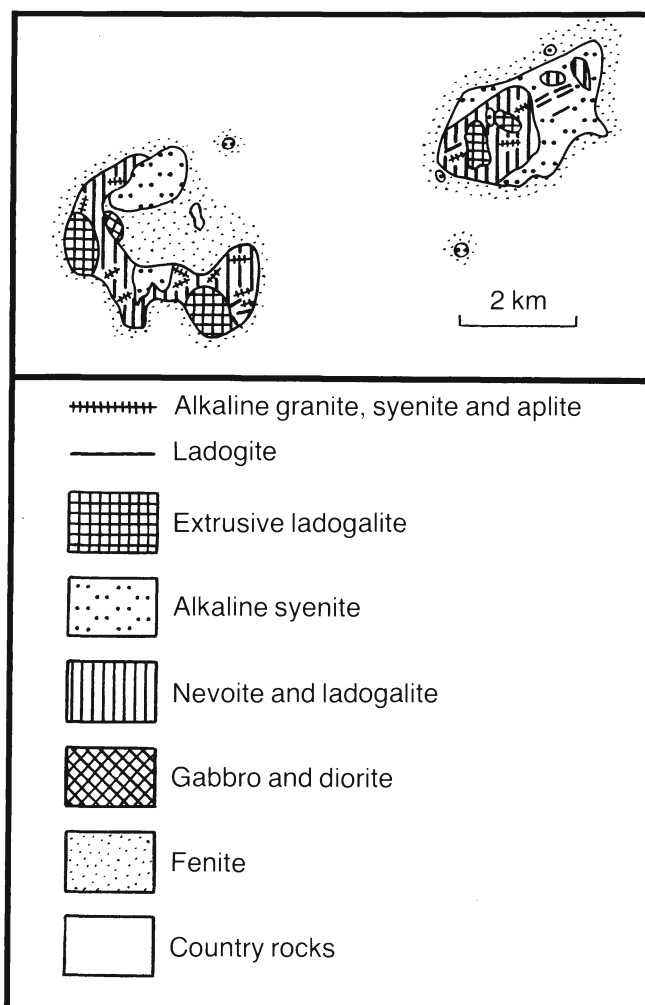 2 km
Alkaline granite, syenite and aplite
Ladogite
Extrusive ladogalite
Alkaline syenite
Nevoite and ladogalite
Gabbro and diorite
Fenite
Country rocks